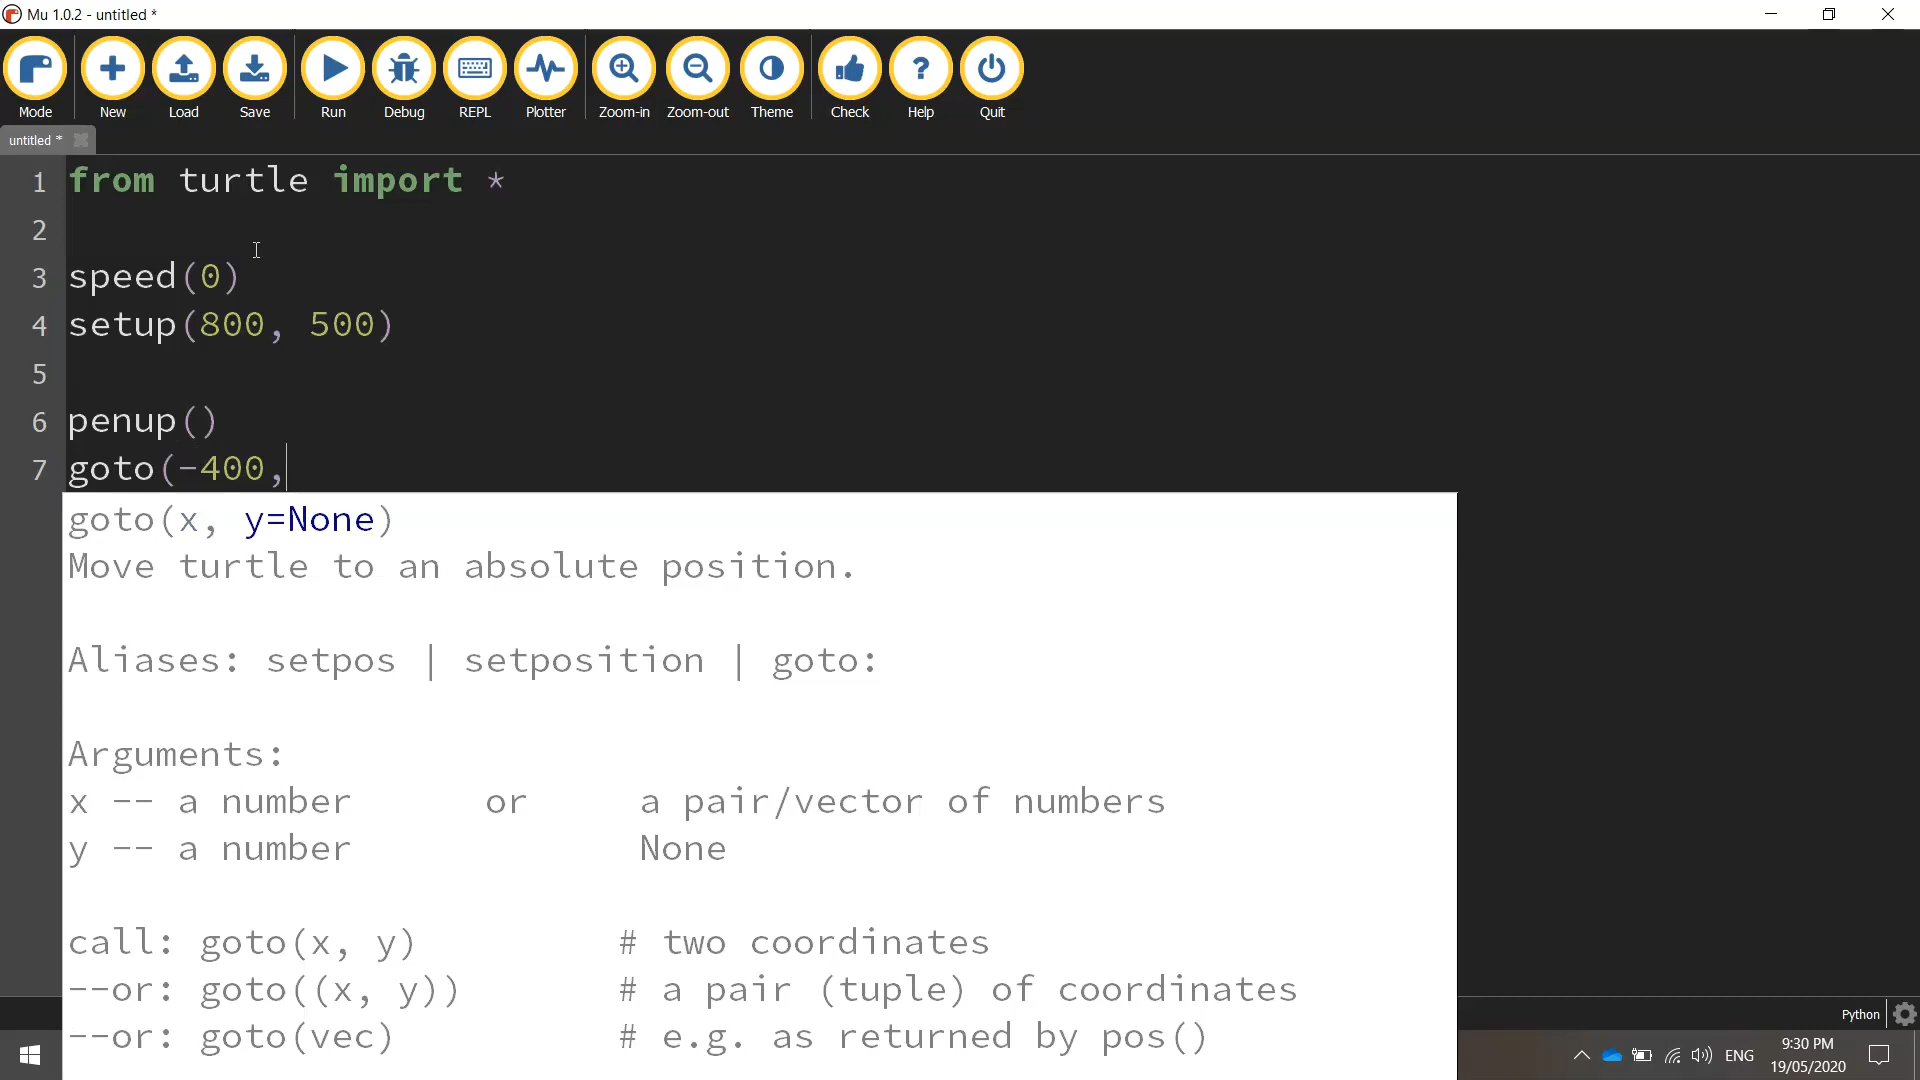 Mu 1.0.2 - untitled *
Mode New Load Save Run Debug REPL Plotter Zoom-in Zoom-out Theme Check Help Quit
untitled *
1 from turtle import *
2
3 speed(0)
4 setup(800, 500)
5
6 penup()
7 goto(-400,
goto(x, y=None)
Move turtle to an absolute position.
Aliases: setpos | setposition | goto:
Arguments:
x -- a number or a pair/vector of numbers
y -- a number None
call: goto(x, y) # two coordinates
--or: goto((x, y)) # a pair (tuple) of coordinates
--or: goto(vec) # e.g. as returned by pos()
Python
ENG
9:30 PM
19/05/2020